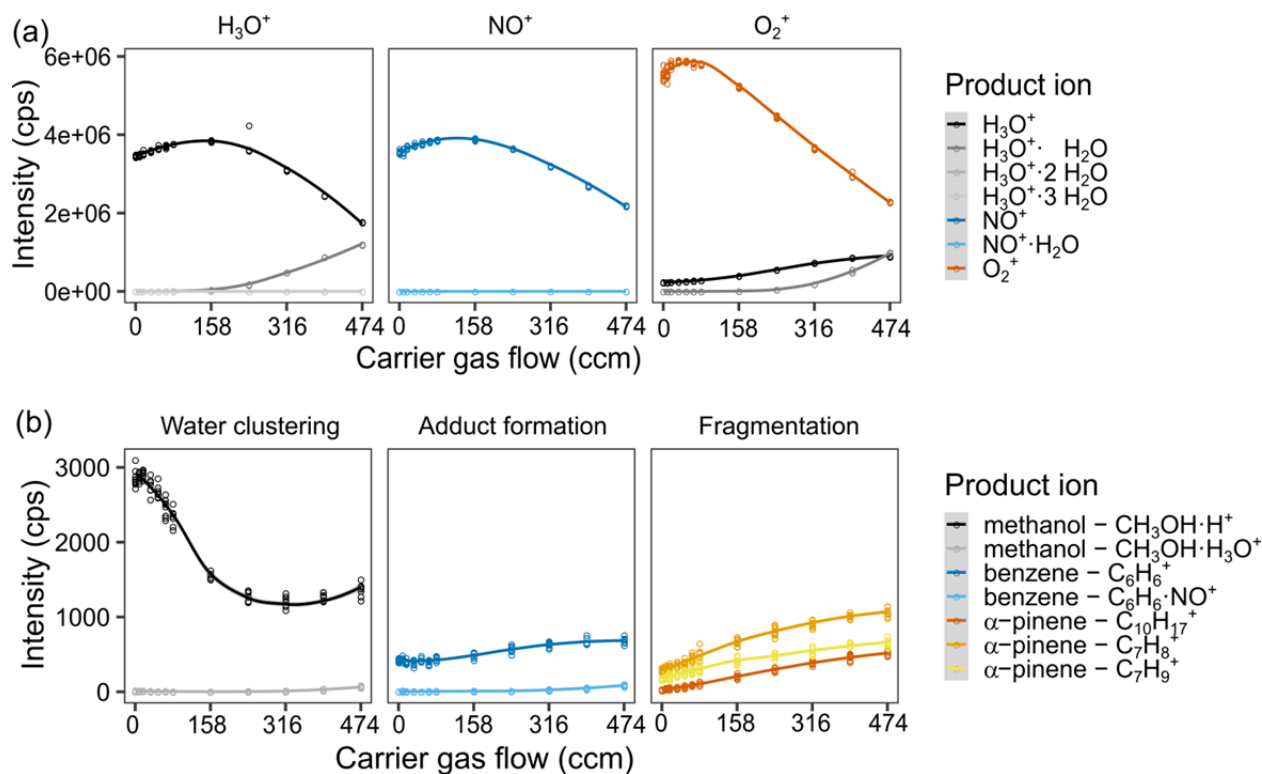 (a)
H₃O⁺ NO⁺ O₂⁺
Intensity (cps)
6e+06
4e+06
2e+06
0e+00
0 158 316 474 0 158 316 474 0 158 316 474
Carrier gas flow (ccm)
Product ion
H₃O⁺
H₃O⁺· H₂O
H₃O⁺·2 H₂O
H₃O⁺·3 H₂O
NO⁺
NO⁺·H₂O
O₂⁺
(b)
Water clustering Adduct formation Fragmentation
Intensity (cps)
3000
2000
1000
0
0 158 316 474 0 158 316 474 0 158 316 474
Carrier gas flow (ccm)
Product ion
methanol − CH₃OH·H⁺
methanol − CH₃OH·H₃O⁺
benzene − C₆H₆⁺
benzene − C₆H₆·NO⁺
α−pinene − C₁₀H₁₇⁺
α−pinene − C₇H₈⁺
α−pinene − C₇H₉⁺